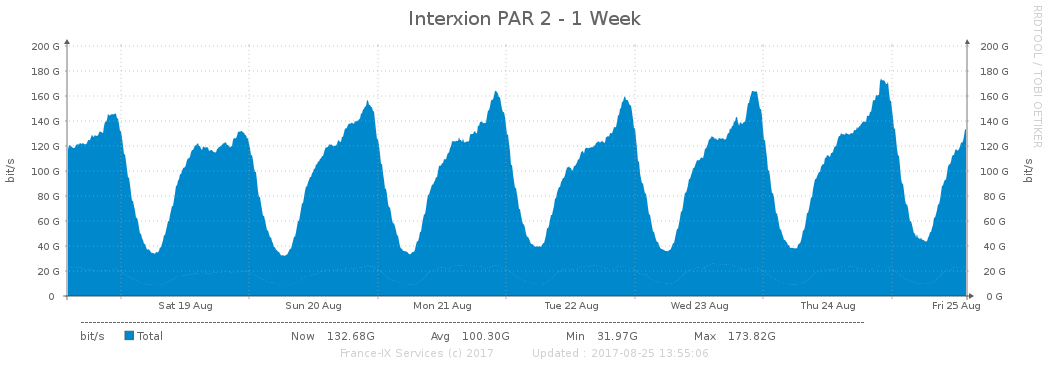 Interxion PAR 2 - 1 Week
RRDTOOL / TOBI OETIKER
200 G 200 G
180 G 180 G
160 G 160 G
140 G 140 G
120 G 120 G
100 G 100 G
80 G 80 G
60 G 60 G
40 G 40 G
20 G 20 G
0 0 G
bit/s
bit/s
Sat 19 Aug Sun 20 Aug Mon 21 Aug Tue 22 Aug Wed 23 Aug Thu 24 Aug Fri 25 Aug
bit/s Total Now 132.68G Avg 100.30G Min 31.97G Max 173.82G
France-IX Services (c) 2017 Updated : 2017-08-25 13:55:06